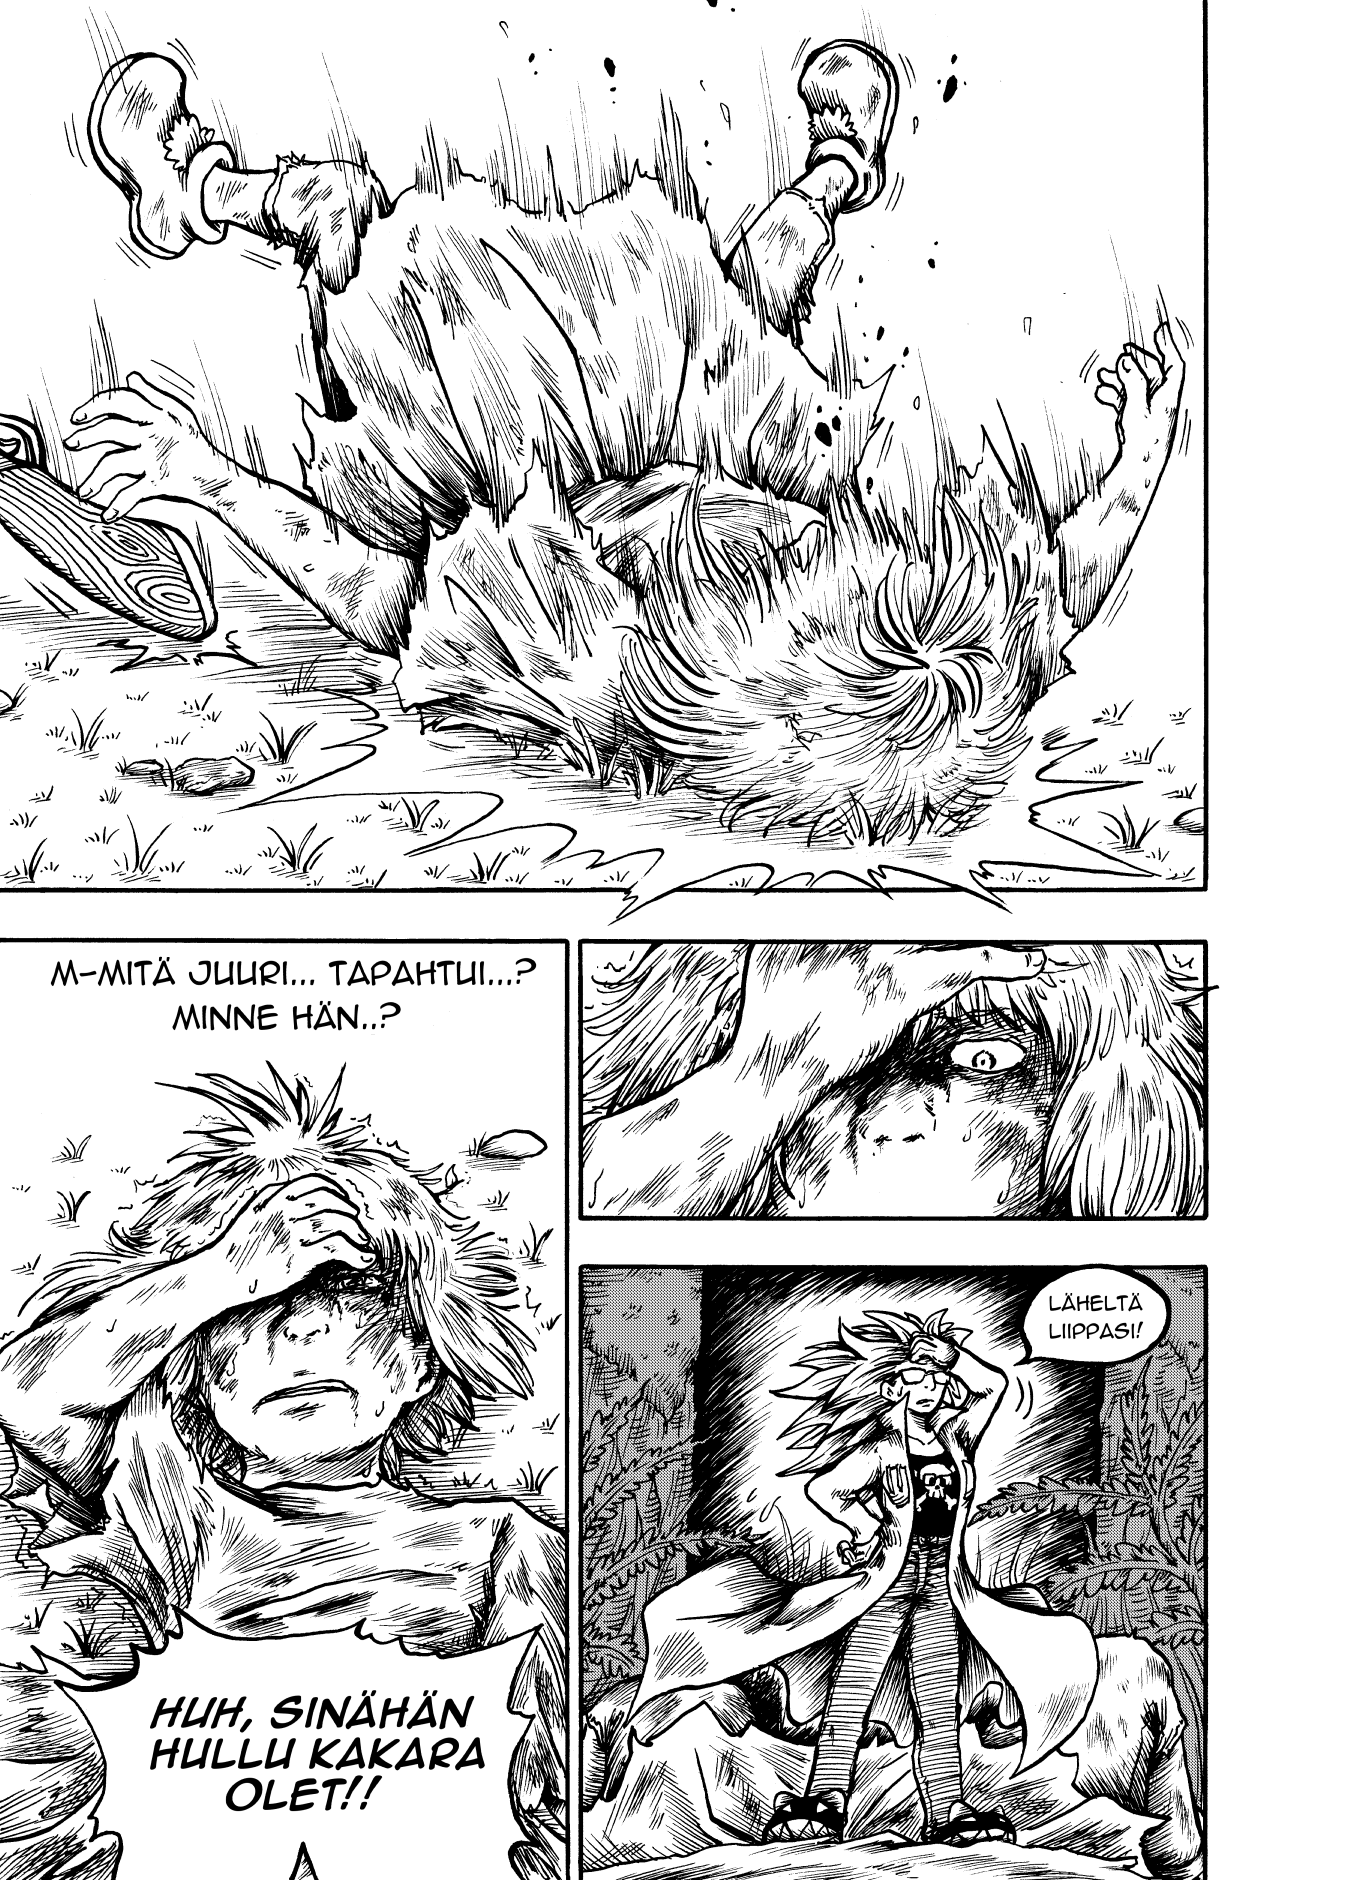 M-MITÄ JUURI... TAPAHTUI...?
MINNE HÄN..?
HUH, SINÄHÄN
HULLU KAKARA
OLET!!
LÄHELTÄ
LIIPPASI!